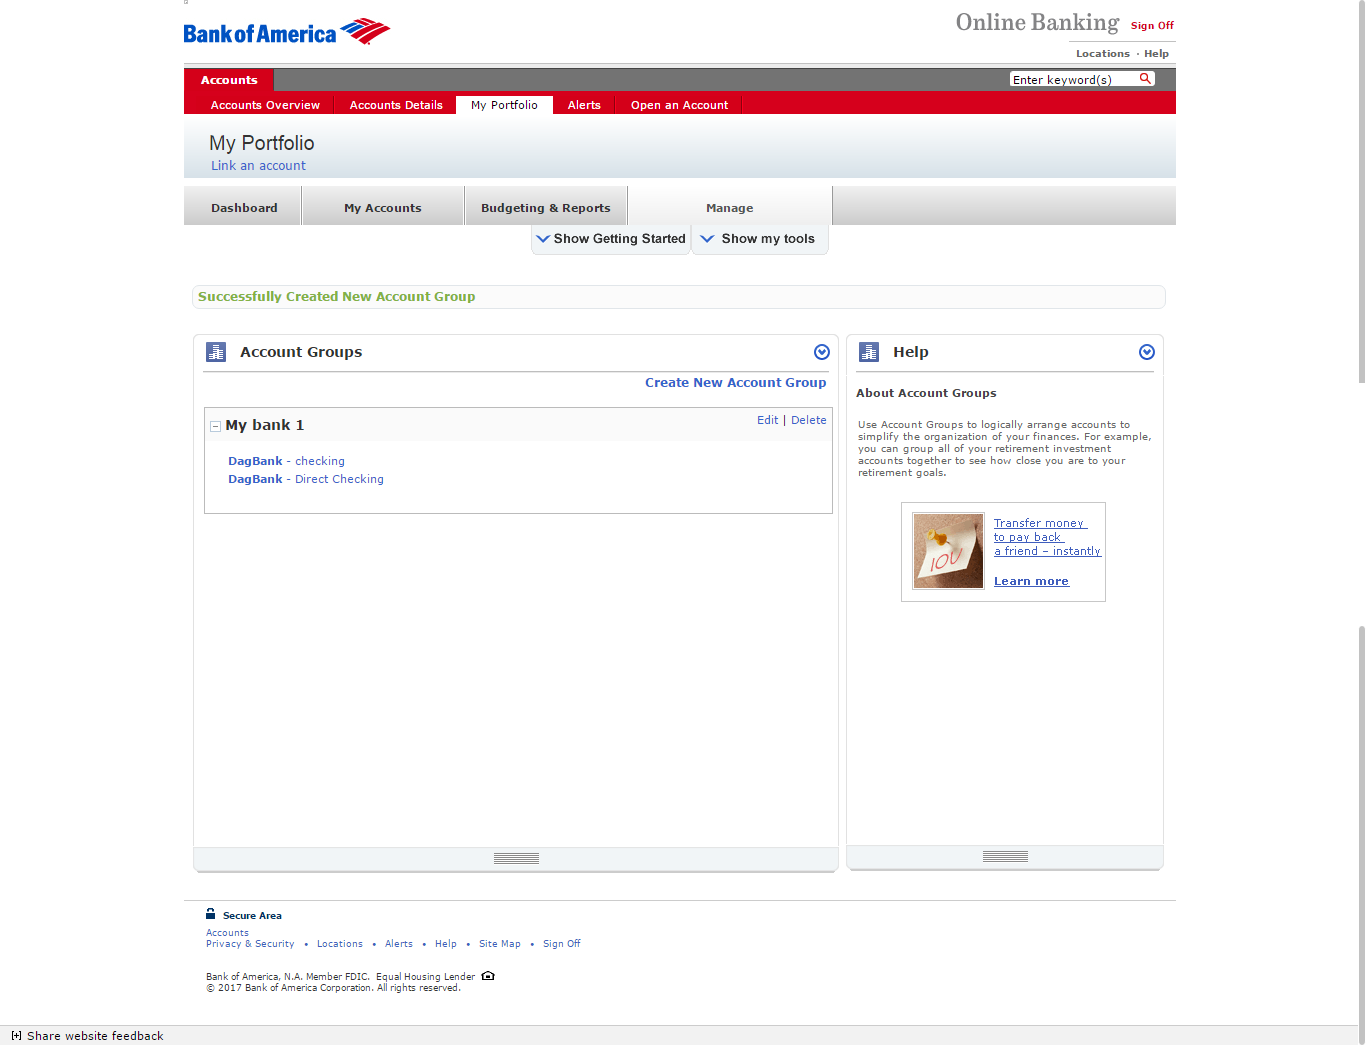 Bank of America
Online Banking
Sign Off
Locations · Help
Accounts
Enter keyword(s)
Accounts Overview
Accounts Details
My Portfolio
Alerts
Open an Account
My Portfolio
Link an account
Dashboard
My Accounts
Budgeting & Reports
Manage
Show Getting Started
Show my tools
Successfully Created New Account Group
Account Groups
Create New Account Group
My bank 1
Edit | Delete
DagBank - checking
DagBank - Direct Checking
Help
About Account Groups
Use Account Groups to logically arrange accounts to
simplify the organization of your finances. For example,
you can group all of your retirement investment
accounts together to see how close you are to your
retirement goals.
IOU
Transfer money
to pay back
a friend – instantly
Learn more
Secure Area
Accounts
Privacy & Security • Locations • Alerts • Help • Site Map • Sign Off
Bank of America, N.A. Member FDIC. Equal Housing Lender
© 2017 Bank of America Corporation. All rights reserved.
[+] Share website feedback